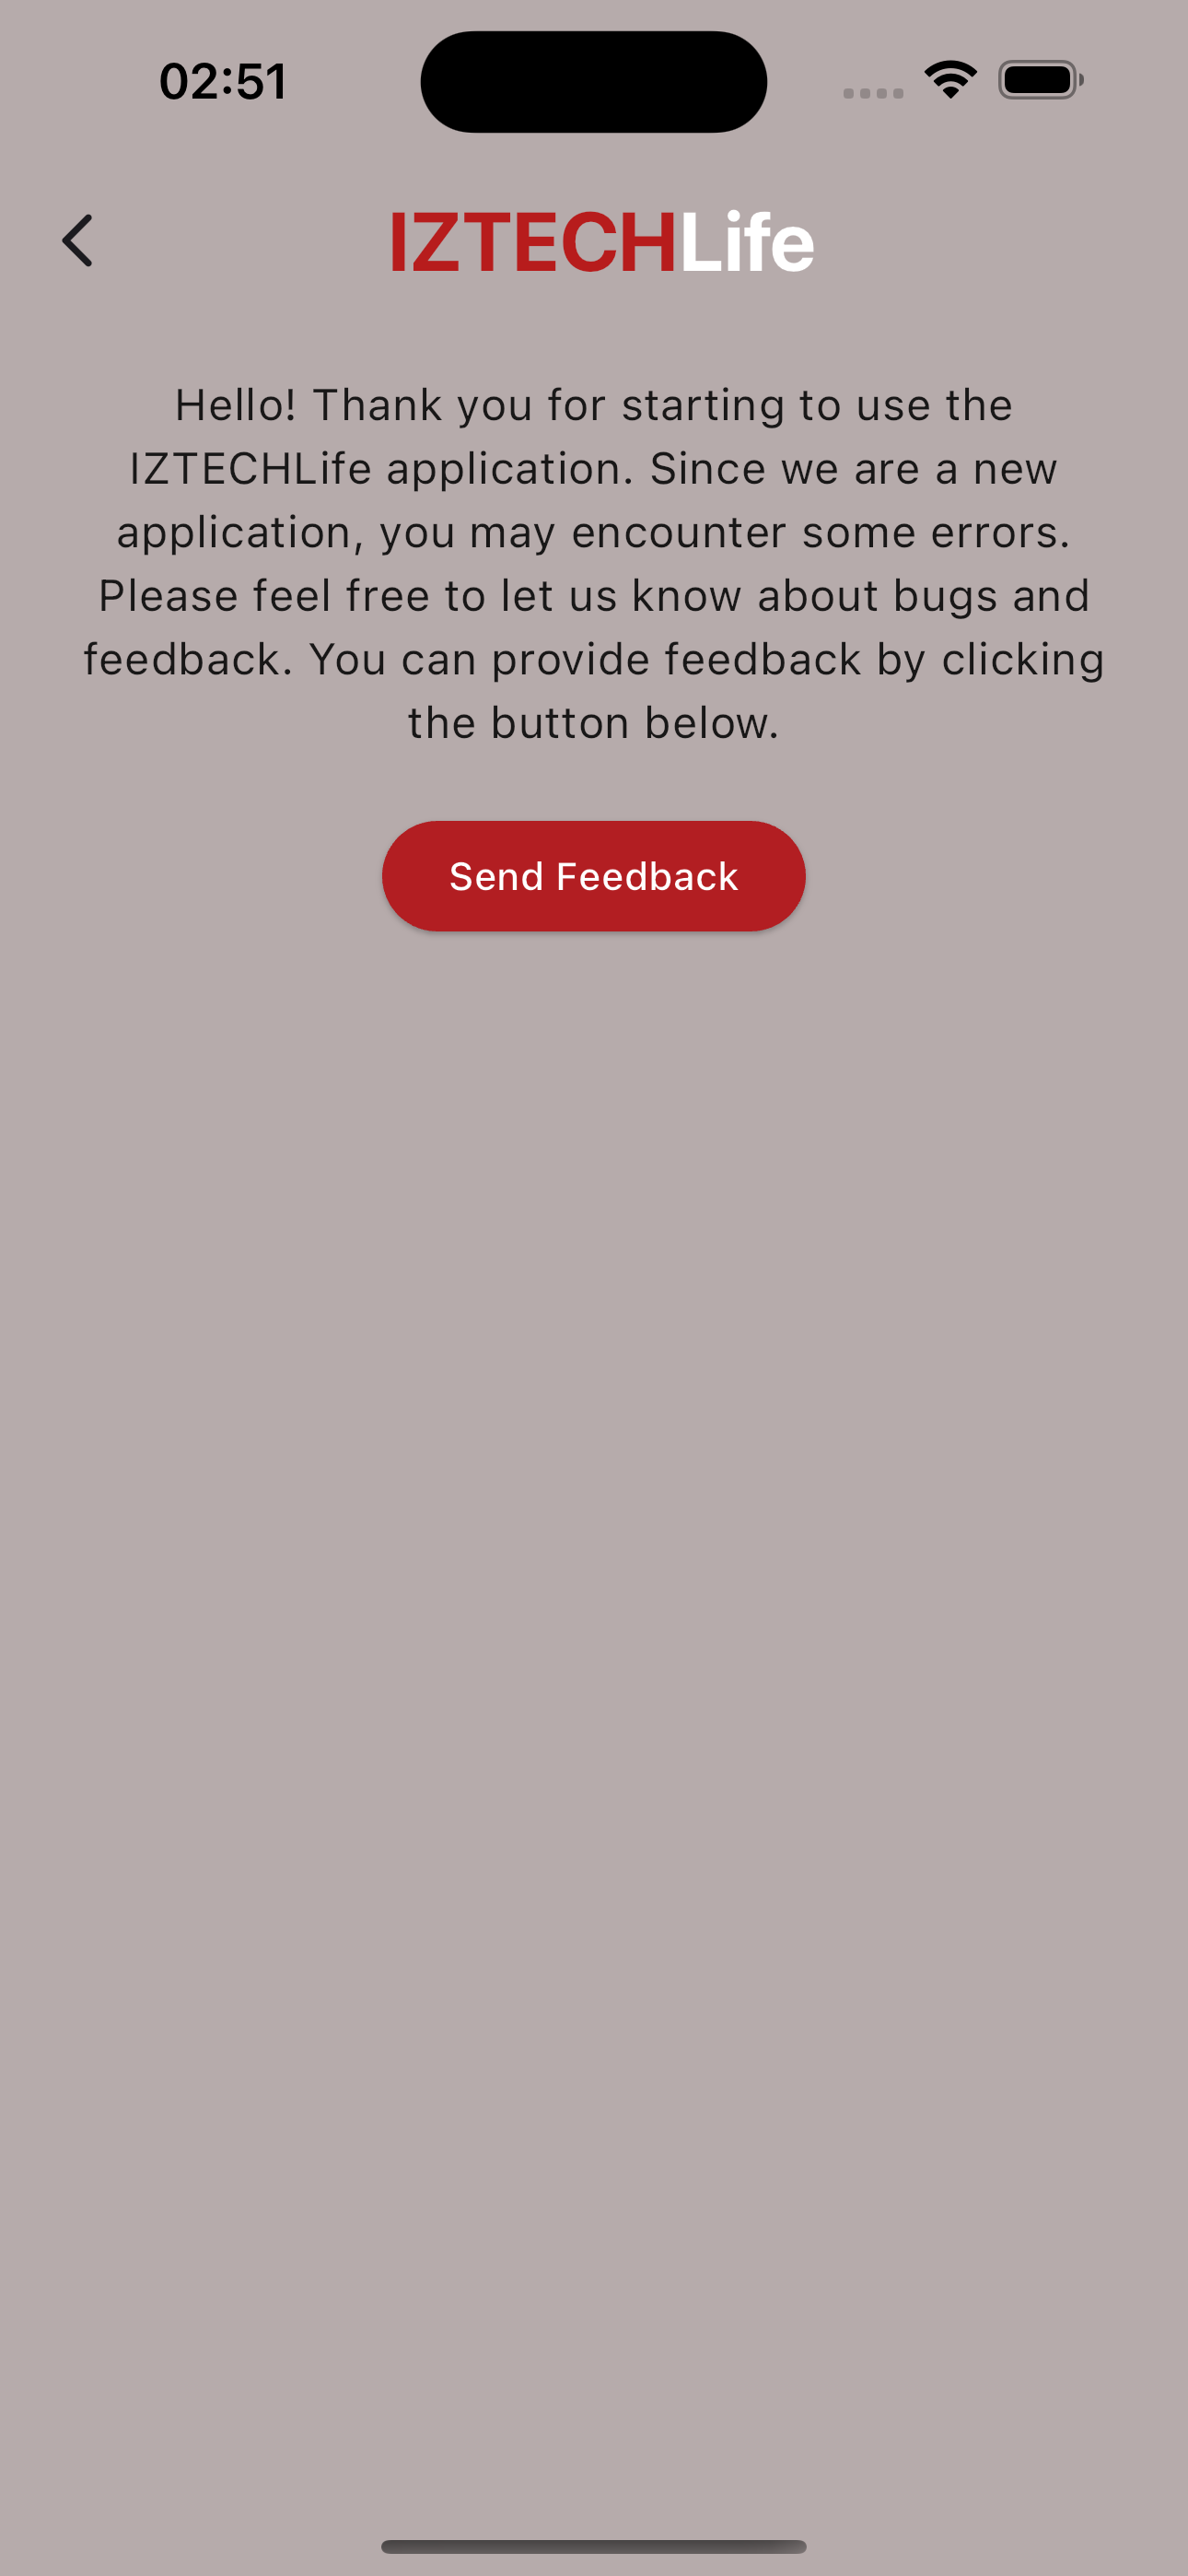 02:51
IZTECHLife
Hello! Thank you for starting to use the
IZTECHLife application. Since we are a new
application, you may encounter some errors.
Please feel free to let us know about bugs and
feedback. You can provide feedback by clicking
the button below.
Send Feedback